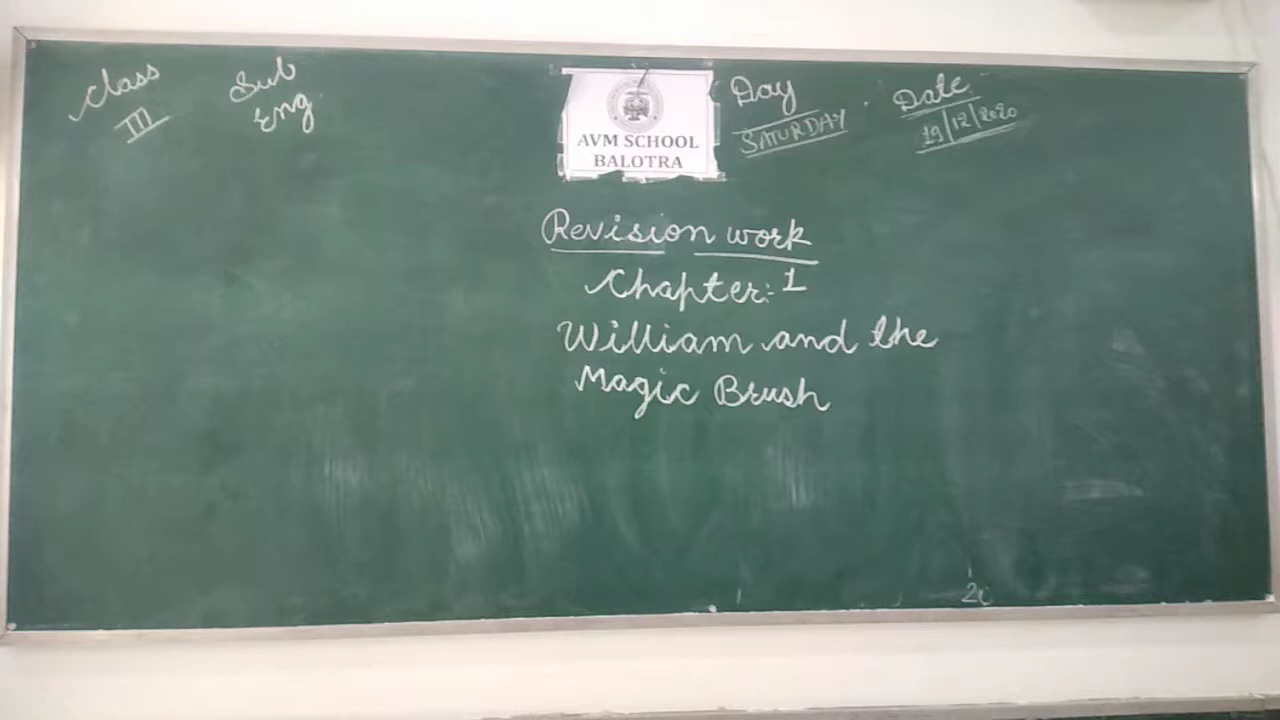 Class
III
Sub
Eng
AVM SCHOOL
BALOTRA
Day
SATURDAY
Date
19/12/2020
Revision work
Chapter:- 1
William and the
Magic Brush